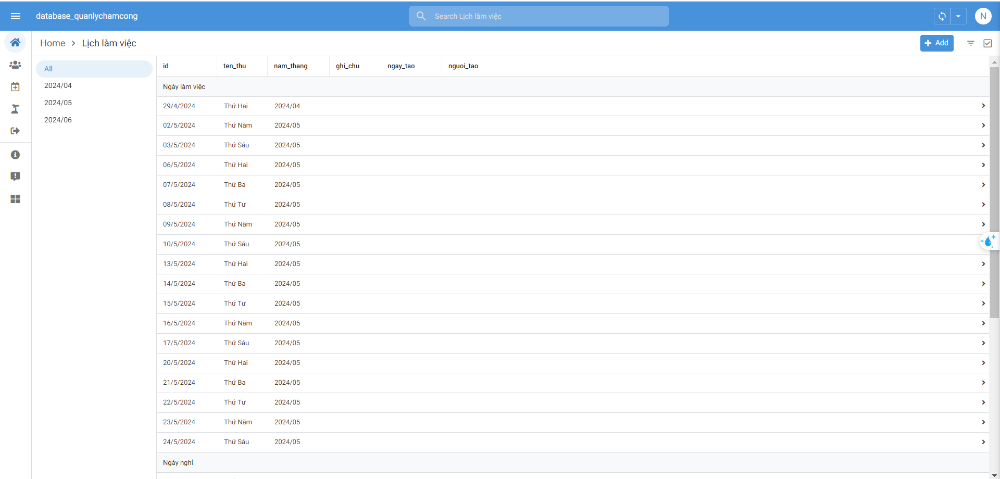 database_quanlychamcong
Search Lịch làm việc
N
Home > Lịch làm việc
+ Add
All
2024/04
2024/05
2024/06
id ten_thu nam_thang ghi_chu ngay_tao nguoi_tao
Ngày làm việc
29/4/2024 Thứ Hai 2024/04
02/5/2024 Thứ Năm 2024/05
03/5/2024 Thứ Sáu 2024/05
06/5/2024 Thứ Hai 2024/05
07/5/2024 Thứ Ba 2024/05
08/5/2024 Thứ Tư 2024/05
09/5/2024 Thứ Năm 2024/05
10/5/2024 Thứ Sáu 2024/05
13/5/2024 Thứ Hai 2024/05
14/5/2024 Thứ Ba 2024/05
15/5/2024 Thứ Tư 2024/05
16/5/2024 Thứ Năm 2024/05
17/5/2024 Thứ Sáu 2024/05
20/5/2024 Thứ Hai 2024/05
21/5/2024 Thứ Ba 2024/05
22/5/2024 Thứ Tư 2024/05
23/5/2024 Thứ Năm 2024/05
24/5/2024 Thứ Sáu 2024/05
Ngày nghỉ